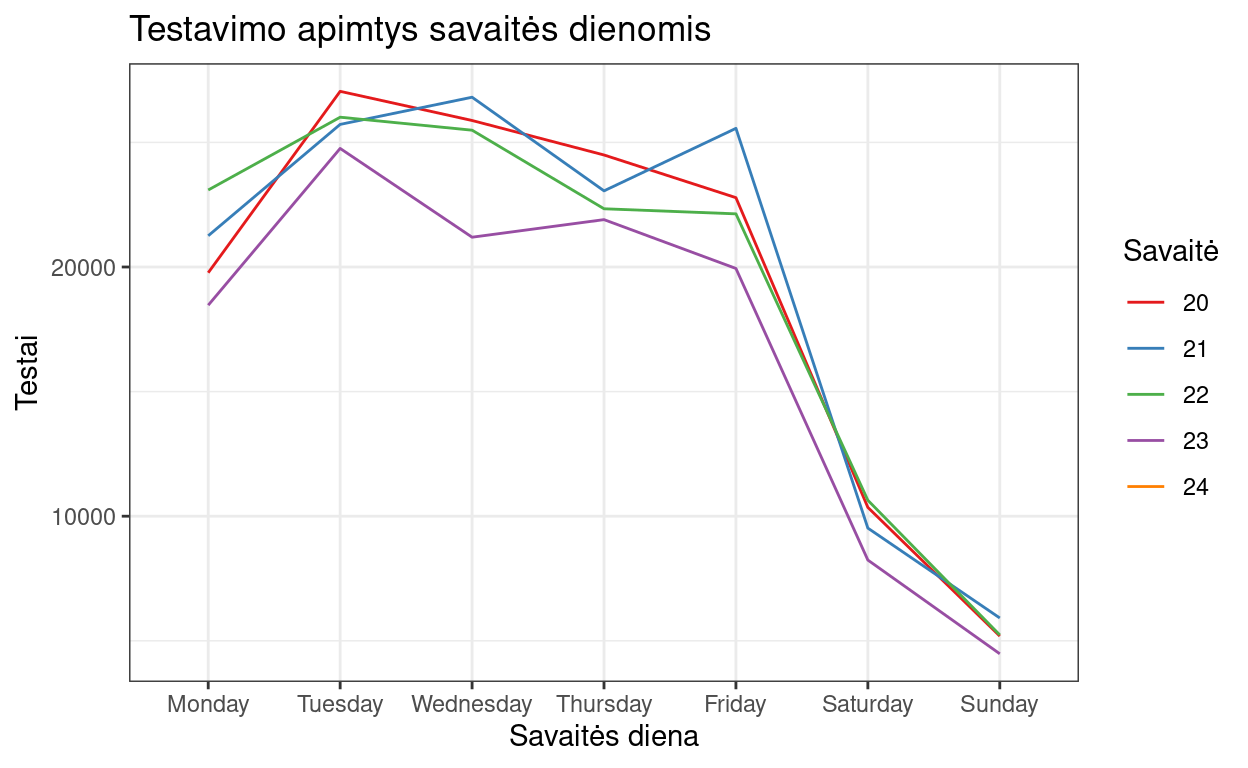 Testavimo apimtys savaitės dienomis
20000
10000
Testai
Monday Tuesday Wednesday Thursday Friday Saturday Sunday
Savaitės diena
Savaitė
20
21
22
23
24